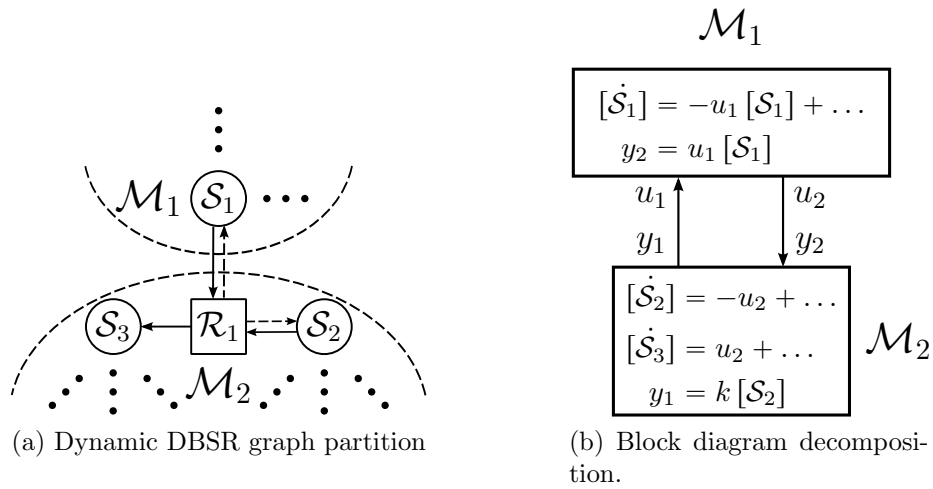 ℳ₁
𝒮₁
𝒮₃
ℛ₁
𝒮₂
ℳ₂
(a) Dynamic DBSR graph partition
ℳ₁
[𝒮̇₁] = −u₁ [𝒮₁] + ...
y₂ = u₁ [𝒮₁]
u₁
u₂
y₁
y₂
[𝒮̇₂] = −u₂ + ...
[𝒮̇₃] = u₂ + ...
y₁ = k [𝒮₂]
ℳ₂
(b) Block diagram decomposi-
tion.